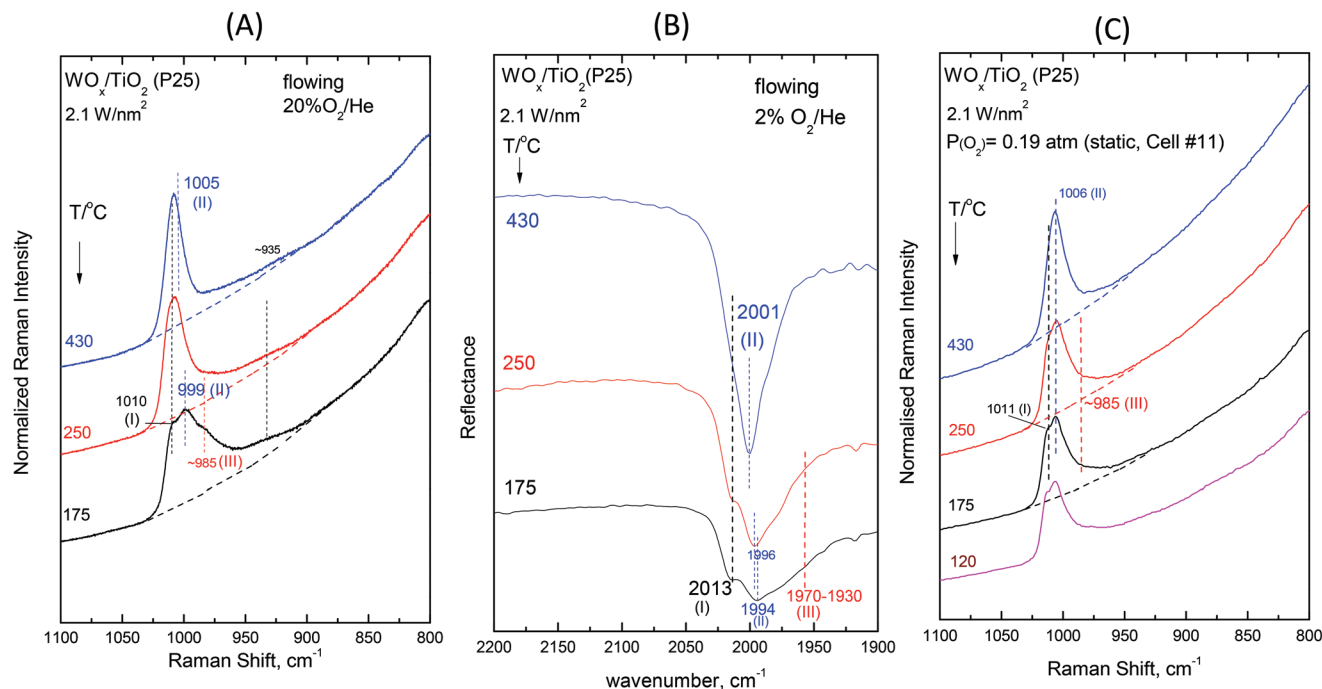 (A)
WOx/TiO2 (P25)
flowing
2.1 W/nm2
20%O2/He
T/oC
1005
(II)
~935
430
1010
(I)
999 (II)
250
~985 (III)
175
Normalized Raman Intensity
1100 1050 1000 950 900 850 800
Raman Shift, cm-1
(B)
WOx/TiO2 (P25)
flowing
2.1 W/nm2
2% O2/He
T/oC
430
2001
(II)
250
175
1996
2013
(I)
1994
(II)
1970-1930
(III)
Reflectance
2200 2150 2100 2050 2000 1950 1900
wavenumber, cm-1
(C)
WOx/TiO2 (P25)
2.1 W/nm2
P(O2)= 0.19 atm (static, Cell #11)
1006 (II)
T/oC
430
250
1011 (I)
~985 (III)
175
120
Normalised Raman Intensity
1100 1050 1000 950 900 850 800
Raman Shift, cm-1